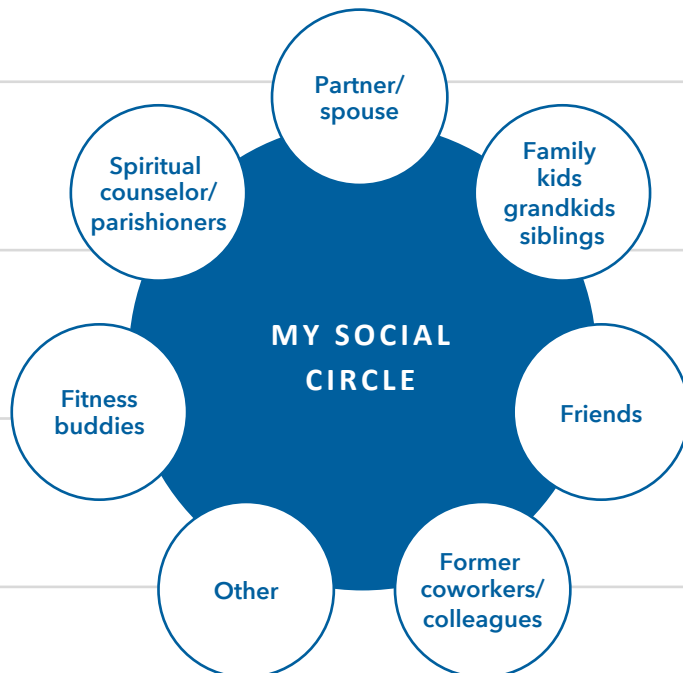 Partner/
spouse
Family
kids
grandkids
siblings
Friends
Former
coworkers/
colleagues
Other
Fitness
buddies
Spiritual
counselor/
parishioners
MY SOCIAL
CIRCLE